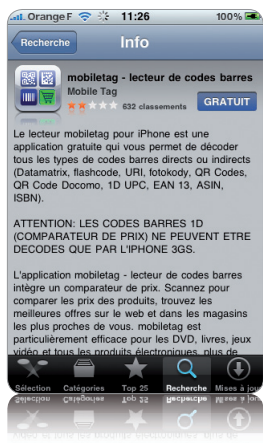 Orange F 11:26 100%
Recherche Info
mobiletag - lecteur de codes barres
Mobile Tag
632 classements GRATUIT
Le lecteur mobiletag pour iPhone est une
application gratuite qui vous permet de décoder
tous les types de codes barres directs ou indirects
(Datamatrix, flashcode, URI, fotokody, QR Codes,
QR Code Docomo, 1D UPC, EAN 13, ASIN,
ISBN).
ATTENTION: LES CODES BARRES 1D
(COMPARATEUR DE PRIX) NE PEUVENT ETRE
DECODES QUE PAR L'IPHONE 3GS.
L'application mobiletag - lecteur de codes barres
intègre un comparateur de prix. Scannez pour
comparer les prix des produits, trouvez les
meilleures offres sur le web et dans les magasins
les plus proches de vous. mobiletag est
particulièrement efficace pour les DVD, livres, jeux
vidéo et tous les produits électroniques, plus de
Sélection Catégories Top 25 Recherche Mises à jour